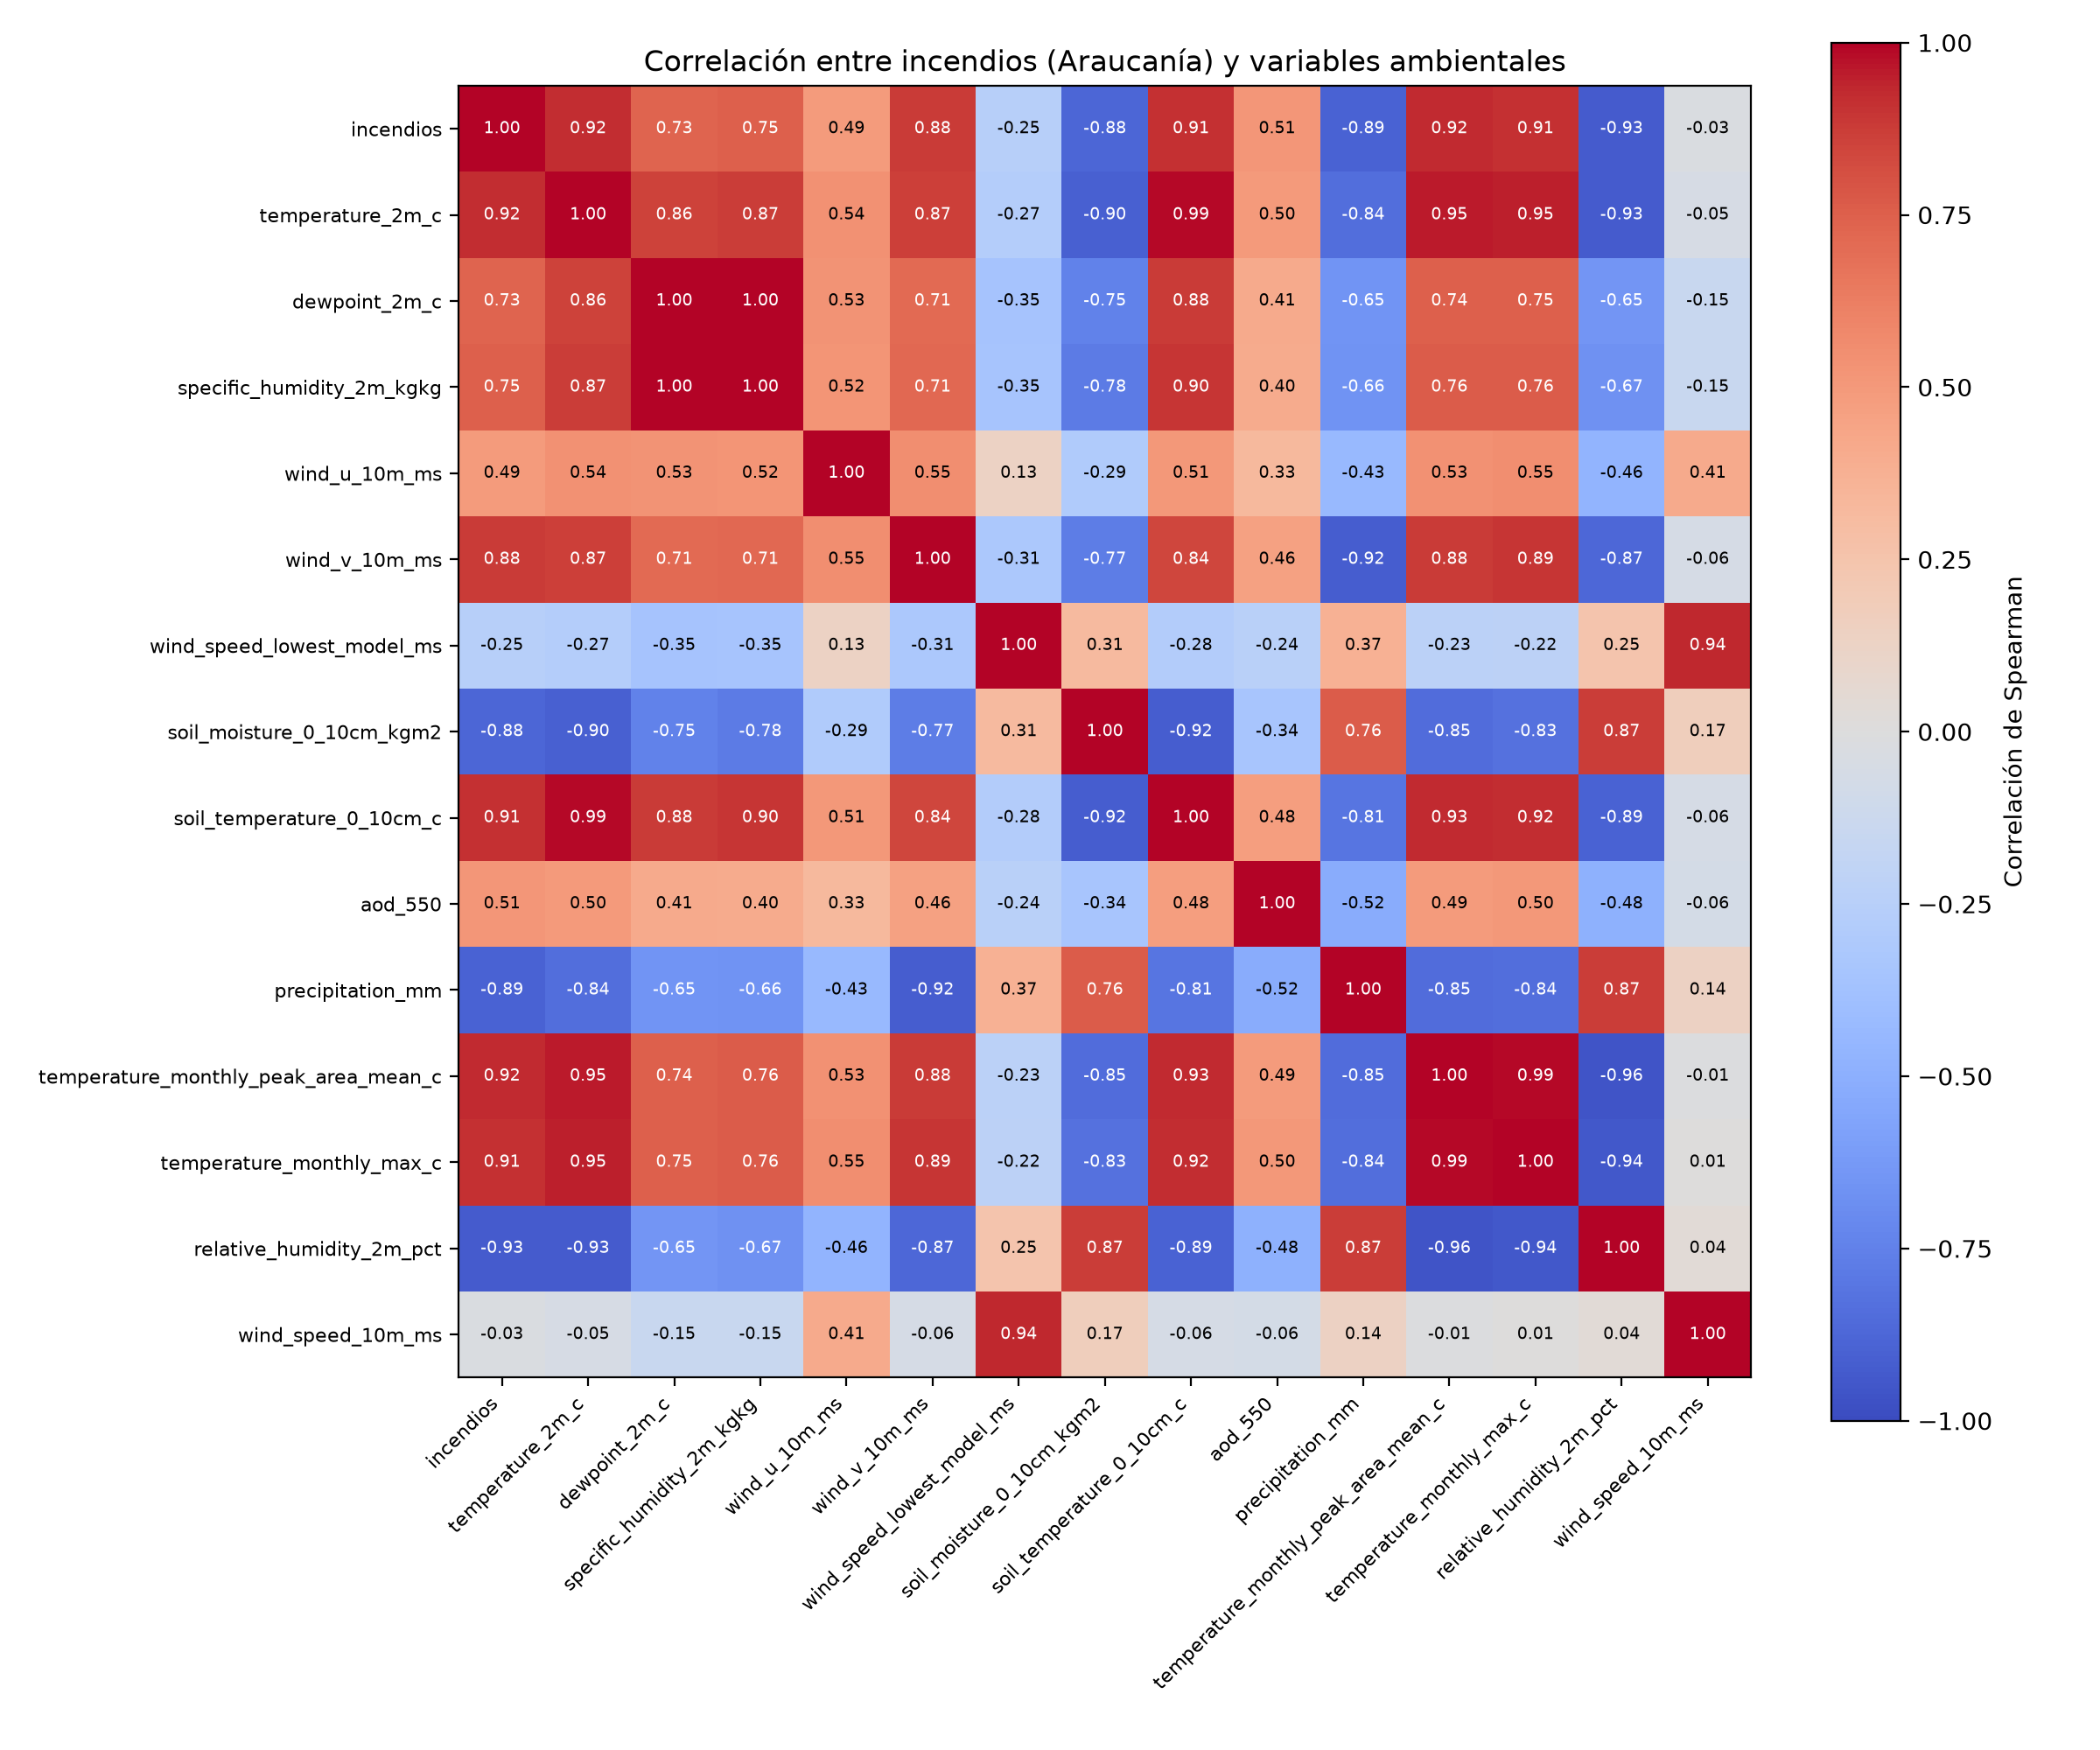 Correlación entre incendios (Araucanía) y variables ambientales
incendios 1.00 0.92 0.73 0.75 0.49 0.88 -0.25 -0.88 0.91 0.51 -0.89 0.92 0.91 -0.93 -0.03
temperature_2m_c 0.92 1.00 0.86 0.87 0.54 0.87 -0.27 -0.90 0.99 0.50 -0.84 0.95 0.95 -0.93 -0.05
dewpoint_2m_c 0.73 0.86 1.00 1.00 0.53 0.71 -0.35 -0.75 0.88 0.41 -0.65 0.74 0.75 -0.65 -0.15
specific_humidity_2m_kgkg 0.75 0.87 1.00 1.00 0.52 0.71 -0.35 -0.78 0.90 0.40 -0.66 0.76 0.76 -0.67 -0.15
wind_u_10m_ms 0.49 0.54 0.53 0.52 1.00 0.55 0.13 -0.29 0.51 0.33 -0.43 0.53 0.55 -0.46 0.41
wind_v_10m_ms 0.88 0.87 0.71 0.71 0.55 1.00 -0.31 -0.77 0.84 0.46 -0.92 0.88 0.89 -0.87 -0.06
wind_speed_lowest_model_ms -0.25 -0.27 -0.35 -0.35 0.13 -0.31 1.00 0.31 -0.28 -0.24 0.37 -0.23 -0.22 0.25 0.94
soil_moisture_0_10cm_kgm2 -0.88 -0.90 -0.75 -0.78 -0.29 -0.77 0.31 1.00 -0.92 -0.34 0.76 -0.85 -0.83 0.87 0.17
soil_temperature_0_10cm_c 0.91 0.99 0.88 0.90 0.51 0.84 -0.28 -0.92 1.00 0.48 -0.81 0.93 0.92 -0.89 -0.06
aod_550 0.51 0.50 0.41 0.40 0.33 0.46 -0.24 -0.34 0.48 1.00 -0.52 0.49 0.50 -0.48 -0.06
precipitation_mm -0.89 -0.84 -0.65 -0.66 -0.43 -0.92 0.37 0.76 -0.81 -0.52 1.00 -0.85 -0.84 0.87 0.14
temperature_monthly_peak_area_mean_c 0.92 0.95 0.74 0.76 0.53 0.88 -0.23 -0.85 0.93 0.49 -0.85 1.00 0.99 -0.96 -0.01
temperature_monthly_max_c 0.91 0.95 0.75 0.76 0.55 0.89 -0.22 -0.83 0.92 0.50 -0.84 0.99 1.00 -0.94 0.01
relative_humidity_2m_pct -0.93 -0.93 -0.65 -0.67 -0.46 -0.87 0.25 0.87 -0.89 -0.48 0.87 -0.96 -0.94 1.00 0.04
wind_speed_10m_ms -0.03 -0.05 -0.15 -0.15 0.41 -0.06 0.94 0.17 -0.06 -0.06 0.14 -0.01 0.01 0.04 1.00
incendios
temperature_2m_c
dewpoint_2m_c
specific_humidity_2m_kgkg
wind_u_10m_ms
wind_v_10m_ms
wind_speed_lowest_model_ms
soil_moisture_0_10cm_kgm2
soil_temperature_0_10cm_c
aod_550
precipitation_mm
temperature_monthly_peak_area_mean_c
temperature_monthly_max_c
relative_humidity_2m_pct
wind_speed_10m_ms
1.00
0.75
0.50
0.25
0.00
−0.25
−0.50
−0.75
−1.00
Correlación de Spearman